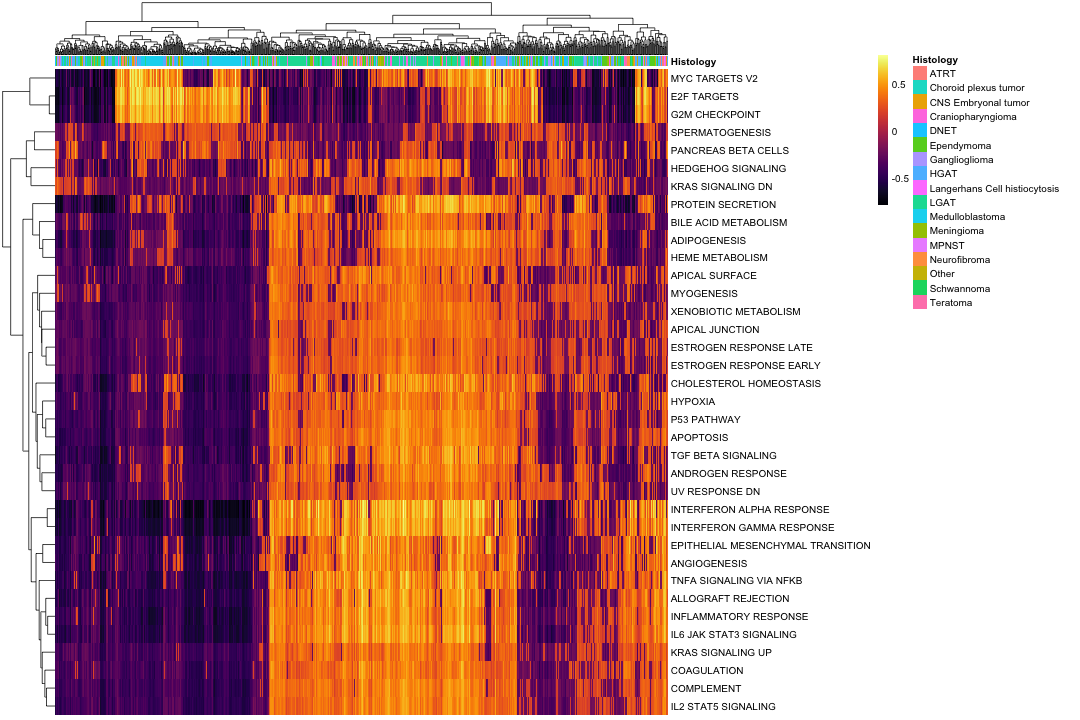 Histology
MYC TARGETS V2
E2F TARGETS
G2M CHECKPOINT
SPERMATOGENESIS
PANCREAS BETA CELLS
HEDGEHOG SIGNALING
KRAS SIGNALING DN
PROTEIN SECRETION
BILE ACID METABOLISM
ADIPOGENESIS
HEME METABOLISM
APICAL SURFACE
MYOGENESIS
XENOBIOTIC METABOLISM
APICAL JUNCTION
ESTROGEN RESPONSE LATE
ESTROGEN RESPONSE EARLY
CHOLESTEROL HOMEOSTASIS
HYPOXIA
P53 PATHWAY
APOPTOSIS
TGF BETA SIGNALING
ANDROGEN RESPONSE
UV RESPONSE DN
INTERFERON ALPHA RESPONSE
INTERFERON GAMMA RESPONSE
EPITHELIAL MESENCHYMAL TRANSITION
ANGIOGENESIS
TNFA SIGNALING VIA NFKB
ALLOGRAFT REJECTION
INFLAMMATORY RESPONSE
IL6 JAK STAT3 SIGNALING
KRAS SIGNALING UP
COAGULATION
COMPLEMENT
IL2 STAT5 SIGNALING
0.5
0
-0.5
Histology
ATRT
Choroid plexus tumor
CNS Embryonal tumor
Craniopharyngioma
DNET
Ependymoma
Ganglioglioma
HGAT
Langerhans Cell histiocytosis
LGAT
Medulloblastoma
Meningioma
MPNST
Neurofibroma
Other
Schwannoma
Teratoma